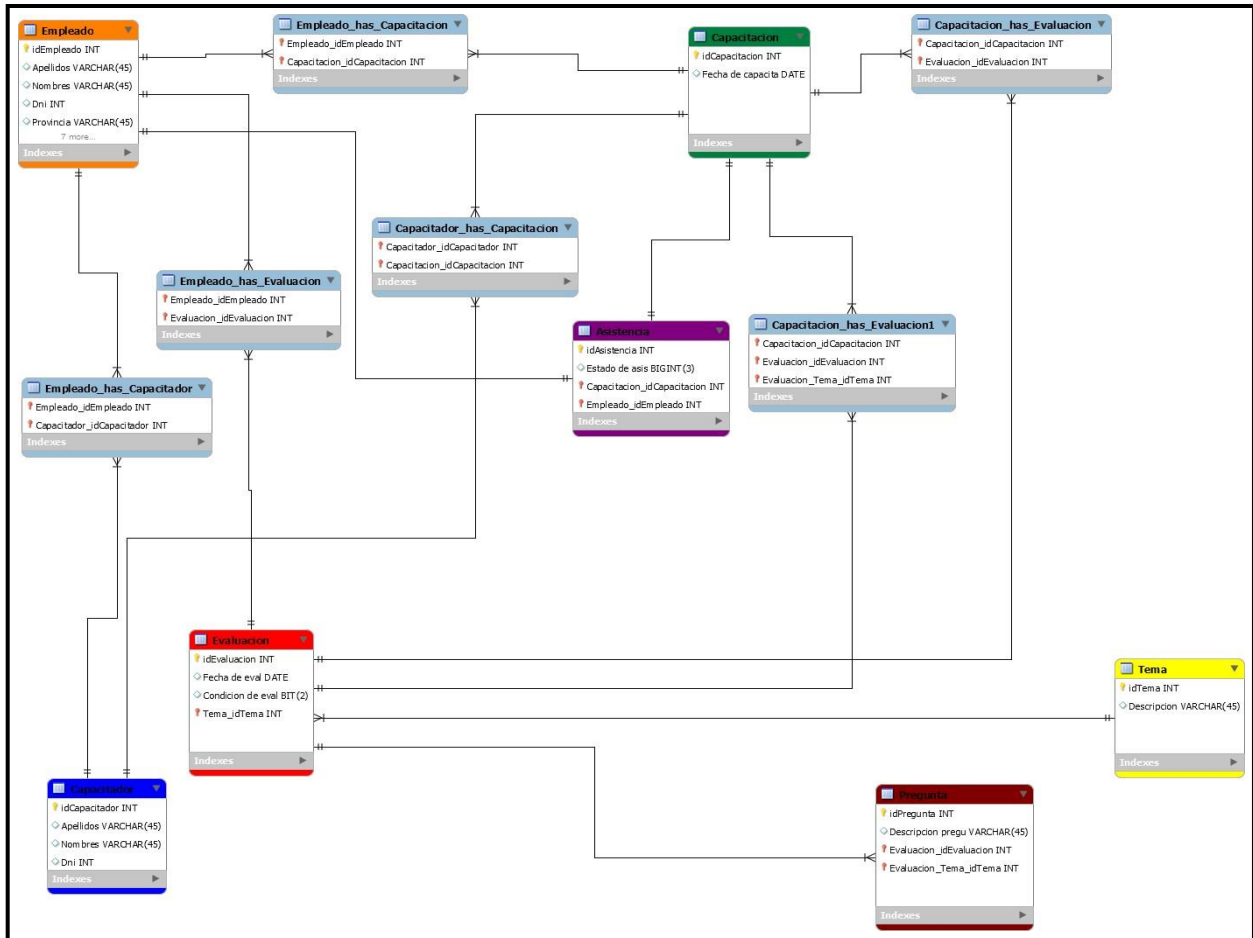 Empleado
idEmpleado INT
Apellidos VARCHAR(45)
Nombres VARCHAR(45)
Dni INT
Provincia VARCHAR(45)
7 more...
Indexes
Empleado_has_Capacitacion
Empleado_idEmpleado INT
Capacitacion_idCapacitacion INT
Indexes
Capacitacion
idCapacitacion INT
Fecha de capacita DATE
Indexes
Capacitacion_has_Evaluacion
Capacitacion_idCapacitacion INT
Evaluacion_idEvaluacion INT
Indexes
Capacitador_has_Capacitacion
Capacitador_idCapacitador INT
Capacitacion_idCapacitacion INT
Indexes
Empleado_has_Evaluacion
Empleado_idEmpleado INT
Evaluacion_idEvaluacion INT
Indexes
Asistencia
idAsistencia INT
Estado de asis BIGINT(3)
Capacitacion_idCapacitacion INT
Empleado_idEmpleado INT
Indexes
Capacitacion_has_Evaluacion1
Capacitacion_idCapacitacion INT
Evaluacion_idEvaluacion INT
Evaluacion_Tema_idTema INT
Indexes
Empleado_has_Capacitador
Empleado_idEmpleado INT
Capacitador_idCapacitador INT
Indexes
Evaluacion
idEvaluacion INT
Fecha de eval DATE
Condicion de eval BIT(2)
Tema_idTema INT
Indexes
Tema
idTema INT
Descripcion VARCHAR(45)
Indexes
Capacitador
idCapacitador INT
Apellidos VARCHAR(45)
Nombres VARCHAR(45)
Dni INT
Indexes
Pregunta
idPregunta INT
Descripcion pregu VARCHAR(45)
Evaluacion_idEvaluacion INT
Evaluacion_Tema_idTema INT
Indexes